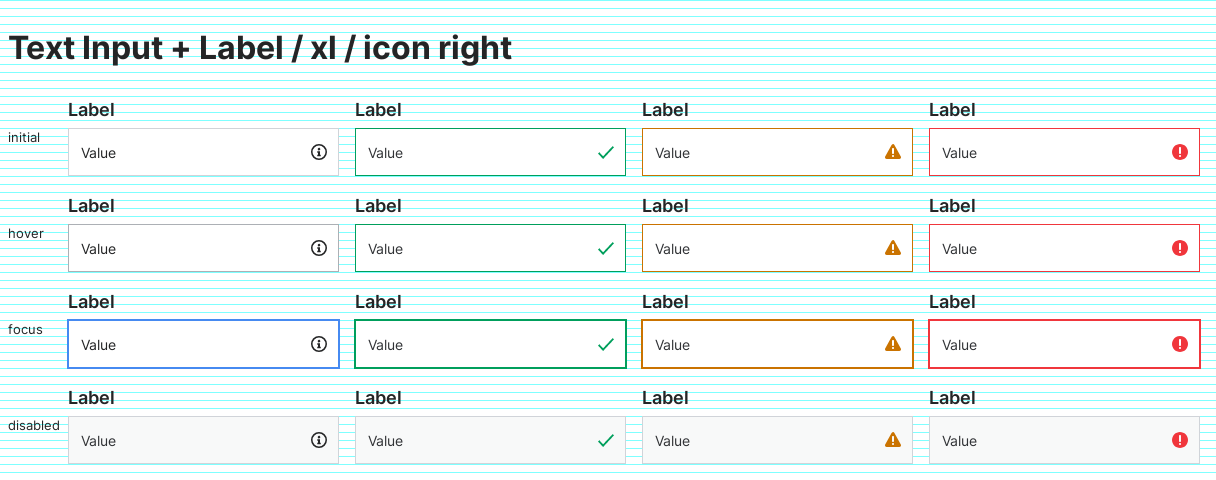 Text Input + Label / xl / icon right
Label Label Label Label
initial Value Value Value Value
Label Label Label Label
hover Value Value Value Value
Label Label Label Label
focus Value Value Value Value
Label Label Label Label
disabled Value Value Value Value